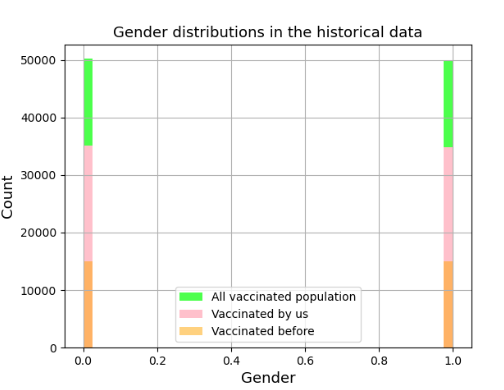 Gender distributions in the historical data
Count
50000
40000
30000
20000
10000
0
All vaccinated population
Vaccinated by us
Vaccinated before
0.0 0.2 0.4 0.6 0.8 1.0
Gender